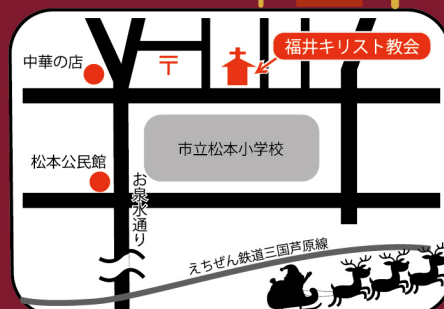 中華の店
〒
福井キリスト教会
市立松本小学校
松本公民館
お泉水通り
えちぜん鉄道三国芦原線